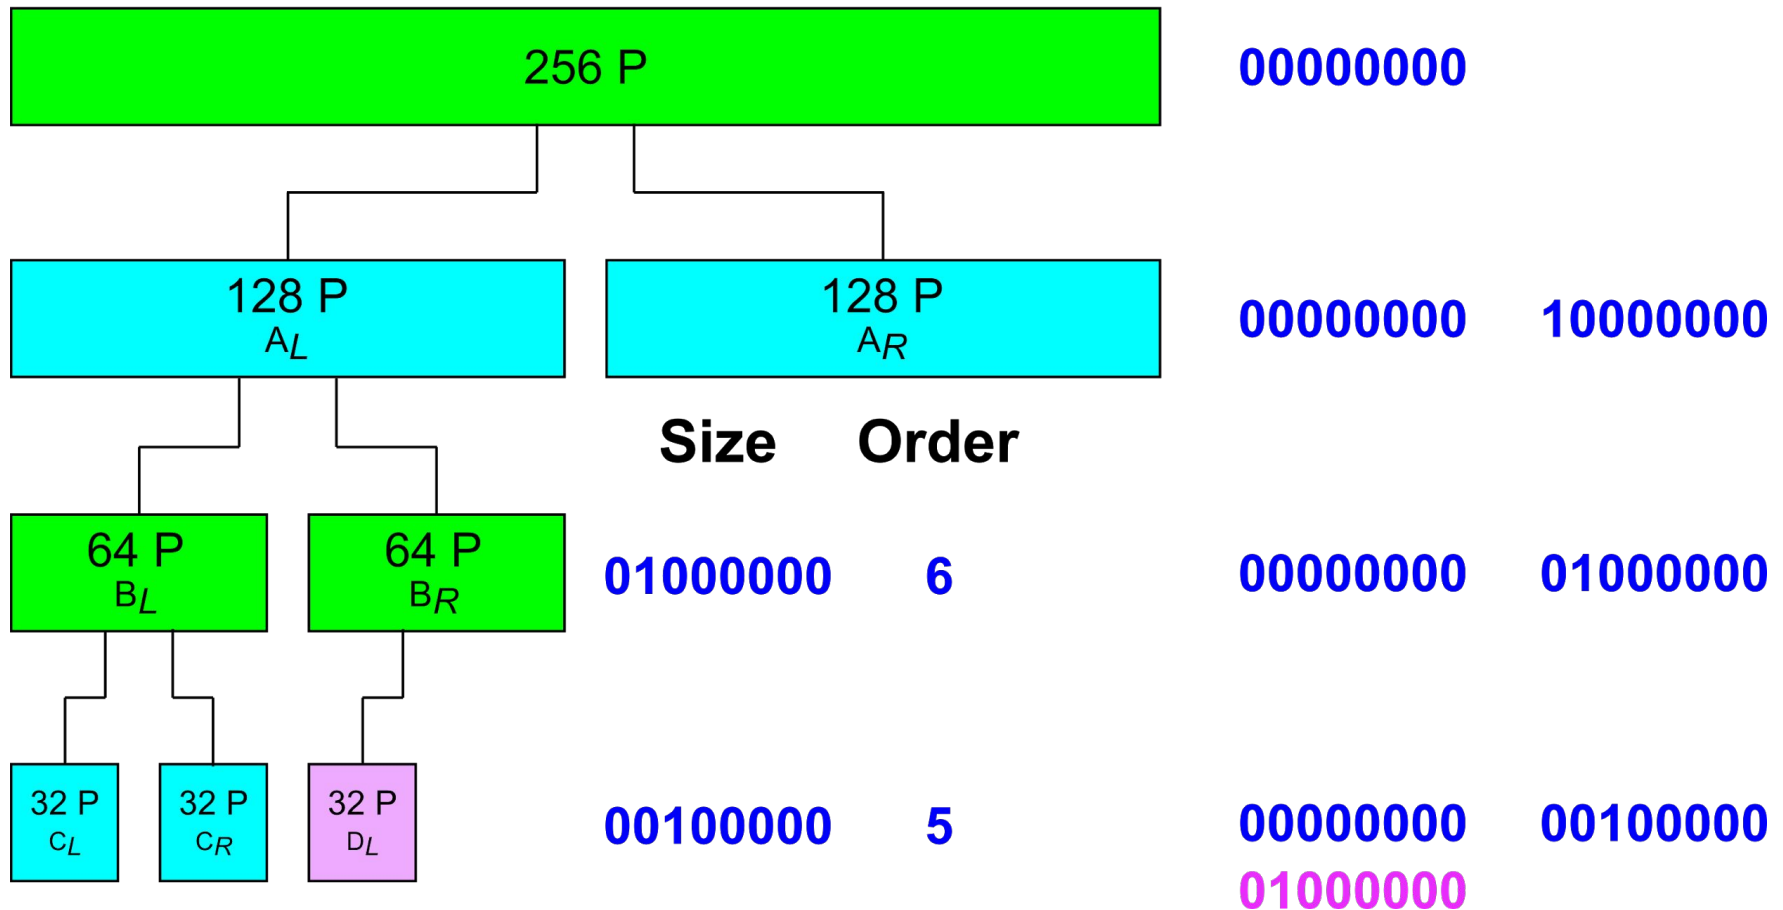 256 P 00000000
128 P 128 P 00000000 10000000
AL AR
Size Order
64 P 64 P 01000000 6 00000000 01000000
BL BR
32 P 32 P 32 P 00100000 5 00000000 00100000
CL CR DL
01000000